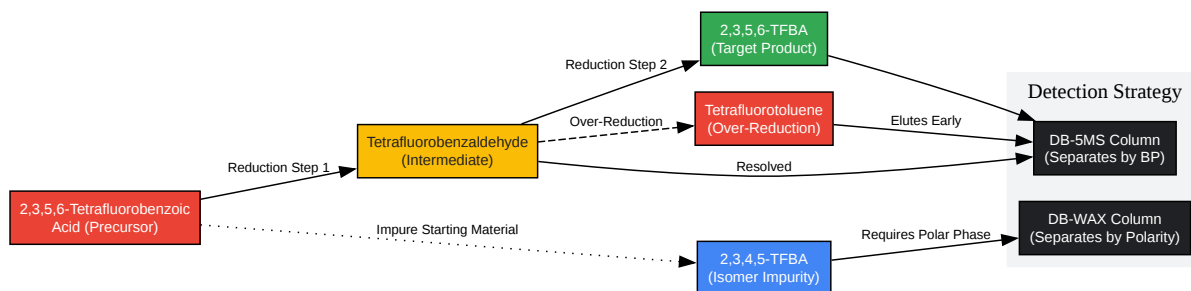 2,3,5,6-Tetrafluorobenzoic
Acid (Precursor)
Reduction Step 1
Impure Starting Material
Tetrafluorobenzaldehyde
(Intermediate)
Reduction Step 2
Over-Reduction
Resolved
2,3,5,6-TFBA
(Target Product)
Tetrafluorotoluene
(Over-Reduction)
2,3,4,5-TFBA
(Isomer Impurity)
Elutes Early
Requires Polar Phase
Detection Strategy
DB-5MS Column
(Separates by BP)
DB-WAX Column
(Separates by Polarity)